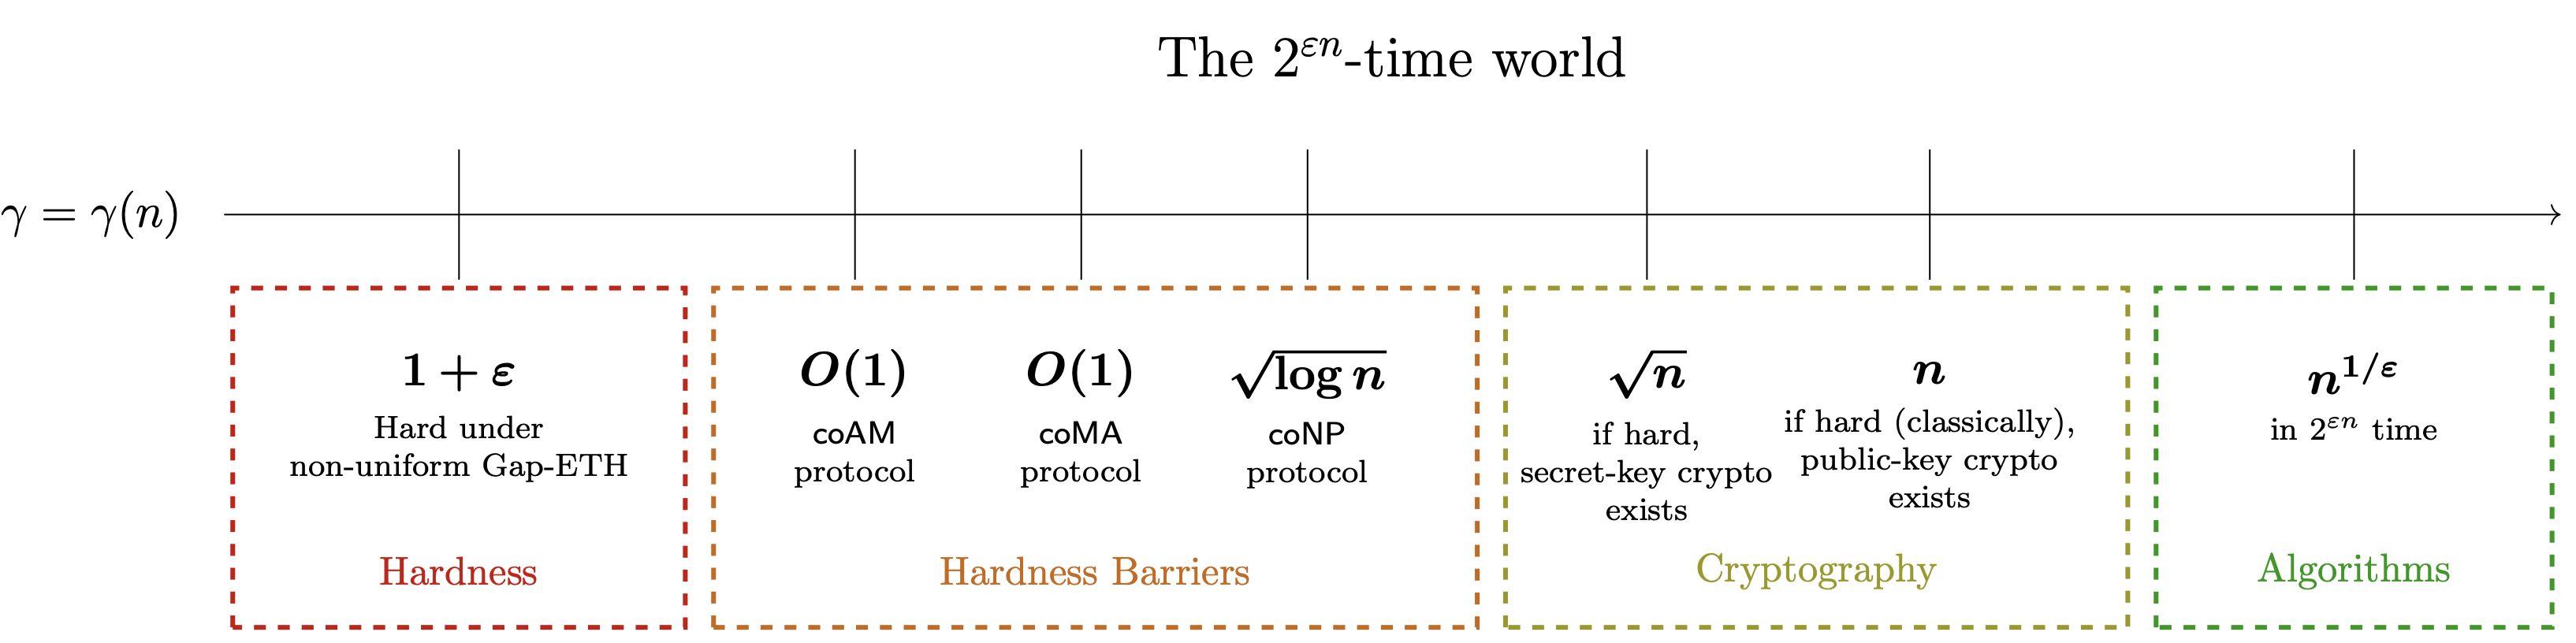 The 2^{εn}-time world
γ = γ(n)
1 + ε
Hard under
non-uniform Gap-ETH
Hardness
O(1)
coAM
protocol
O(1)
coMA
protocol
√log n
coNP
protocol
Hardness Barriers
√n
if hard,
secret-key crypto
exists
n
if hard (classically),
public-key crypto
exists
Cryptography
n^{1/ε}
in 2^{εn} time
Algorithms